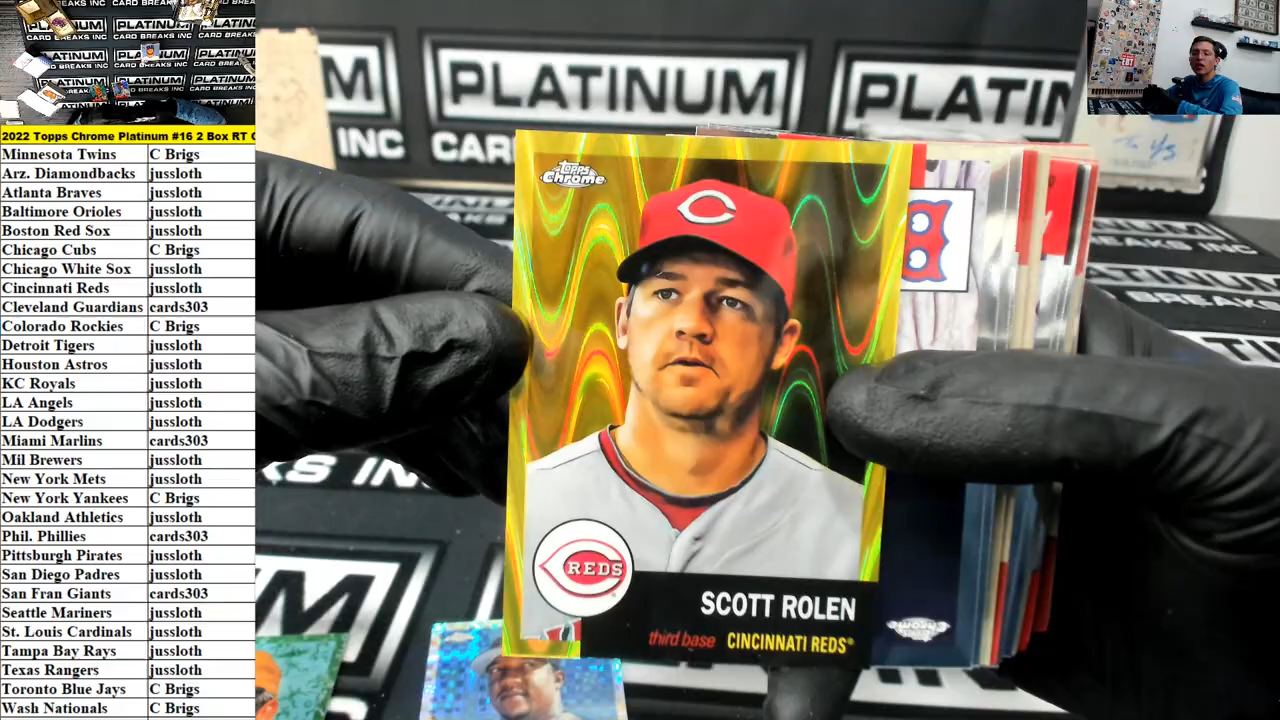 2022 Topps Chrome Platinum #16 2 Box RT
Minnesota Twins C Brigs
Arz. Diamondbacks jussloth
Atlanta Braves jussloth
Baltimore Orioles jussloth
Boston Red Sox jussloth
Chicago Cubs C Brigs
Chicago White Sox jussloth
Cincinnati Reds jussloth
Cleveland Guardians cards303
Colorado Rockies C Brigs
Detroit Tigers jussloth
Houston Astros jussloth
KC Royals jussloth
LA Angels jussloth
LA Dodgers jussloth
Miami Marlins cards303
Mil Brewers jussloth
New York Mets jussloth
New York Yankees C Brigs
Oakland Athletics jussloth
Phil. Phillies cards303
Pittsburgh Pirates jussloth
San Diego Padres jussloth
San Fran Giants cards303
Seattle Mariners jussloth
St. Louis Cardinals jussloth
Tampa Bay Rays jussloth
Texas Rangers jussloth
Toronto Blue Jays C Brigs
Wash Nationals C Brigs
PLATINUM
CARD BREAKS INC
M PLATINUM PLATIN
INC CAR
Topps
Chrome
C
B
REDS
SCOTT ROLEN
third base CINCINNATI REDS